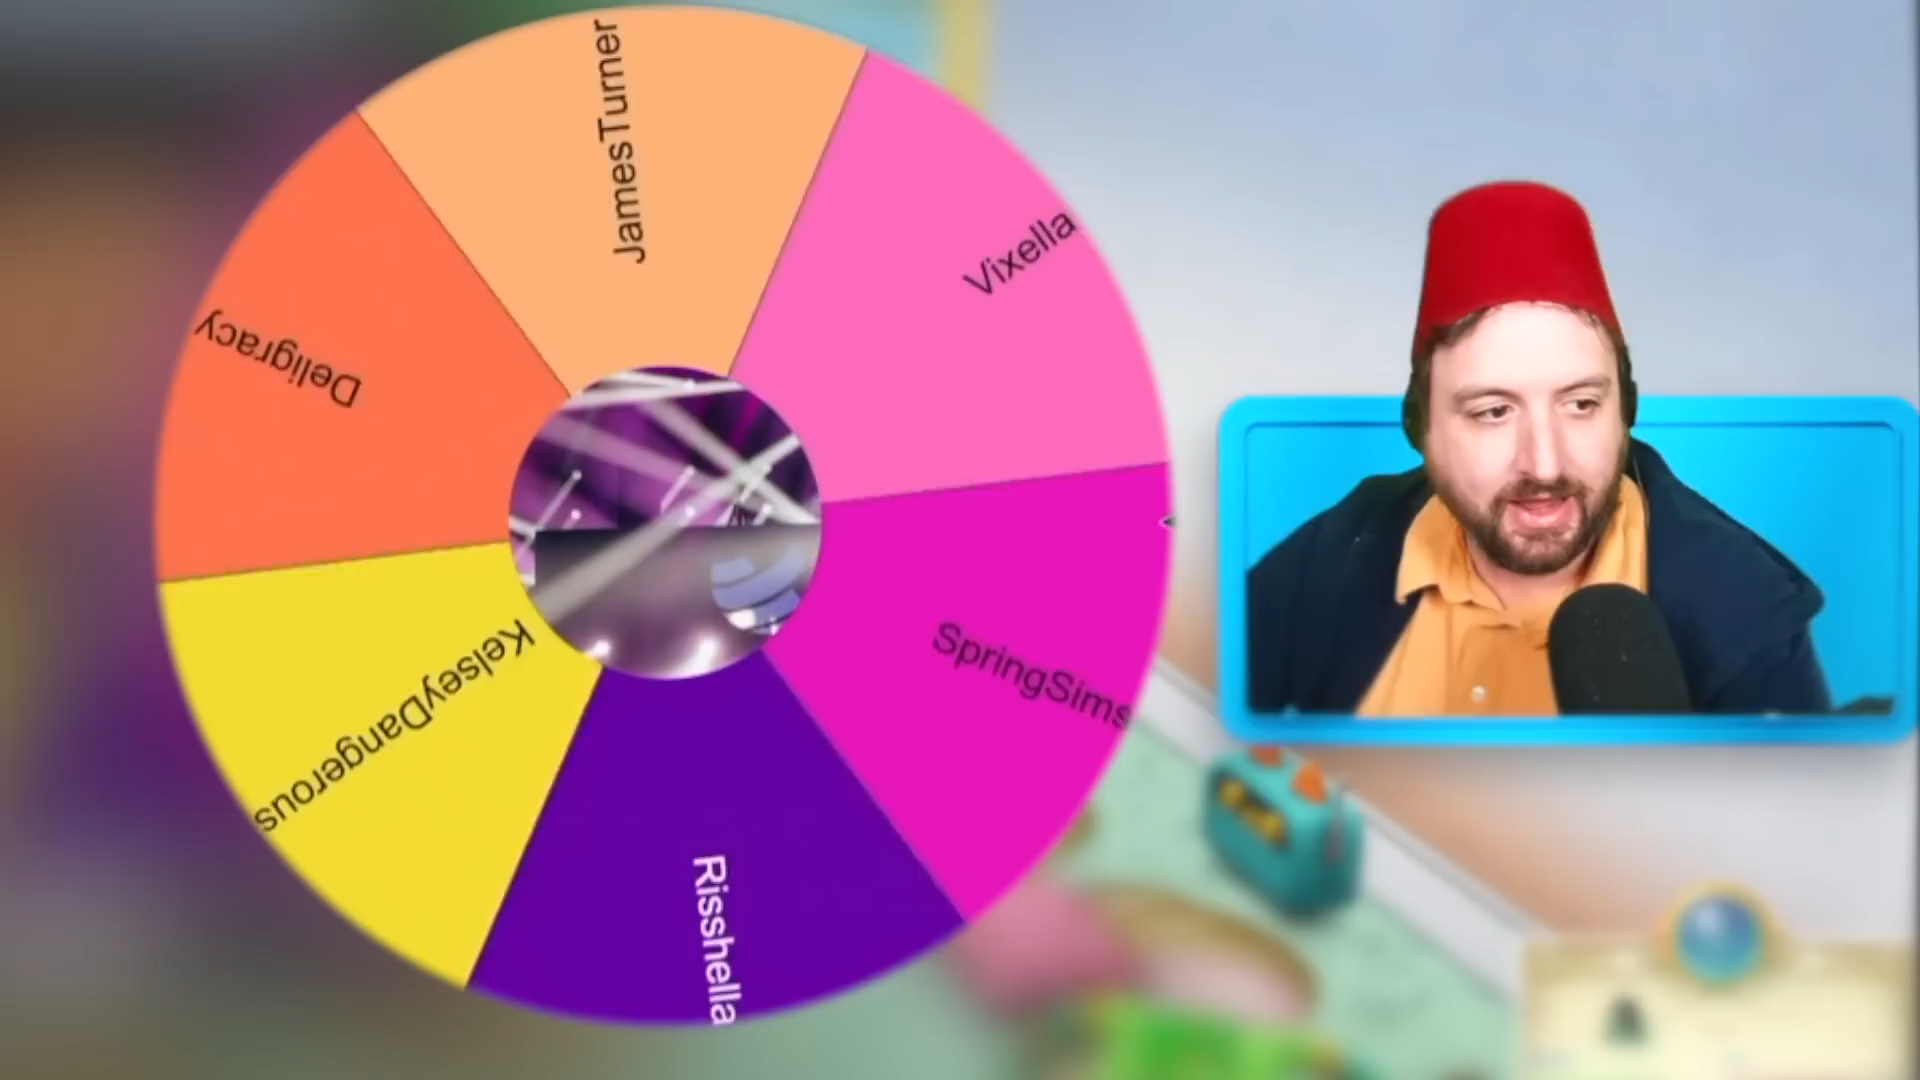 JamesTurner
Vixella
Deligracy
SpringSims
KelseyDangerous
Risshella